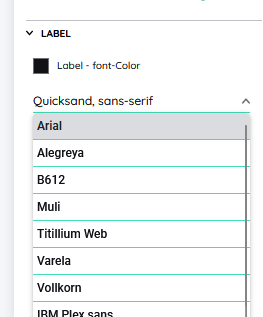 LABEL
Label - font-Color
Quicksand, sans-serif
Arial
Alegreya
B612
Muli
Titillium Web
Varela
Vollkorn
IBM Plex sans